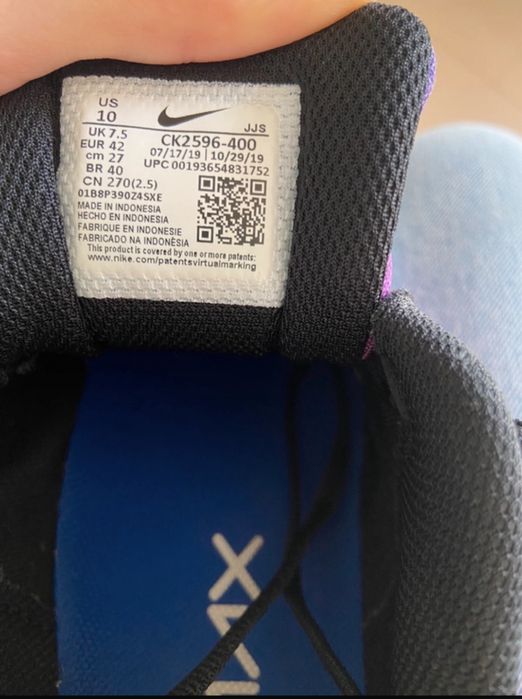 US
10
JJS
UK 7.5
CK2596-400
EUR 42
07/17/19 | 10/29/19
cm 27
UPC 00193654831752
BR 40
CN 270(2.5)
01B8P390Z4SXE
MADE IN INDONESIA
HECHO EN INDONESIA
FABRIQUE EN INDONESIE
FABRICADO NA INDONÈSIA
This product is covered by one or more patents:
www.nike.com/patentsvirtualmarking